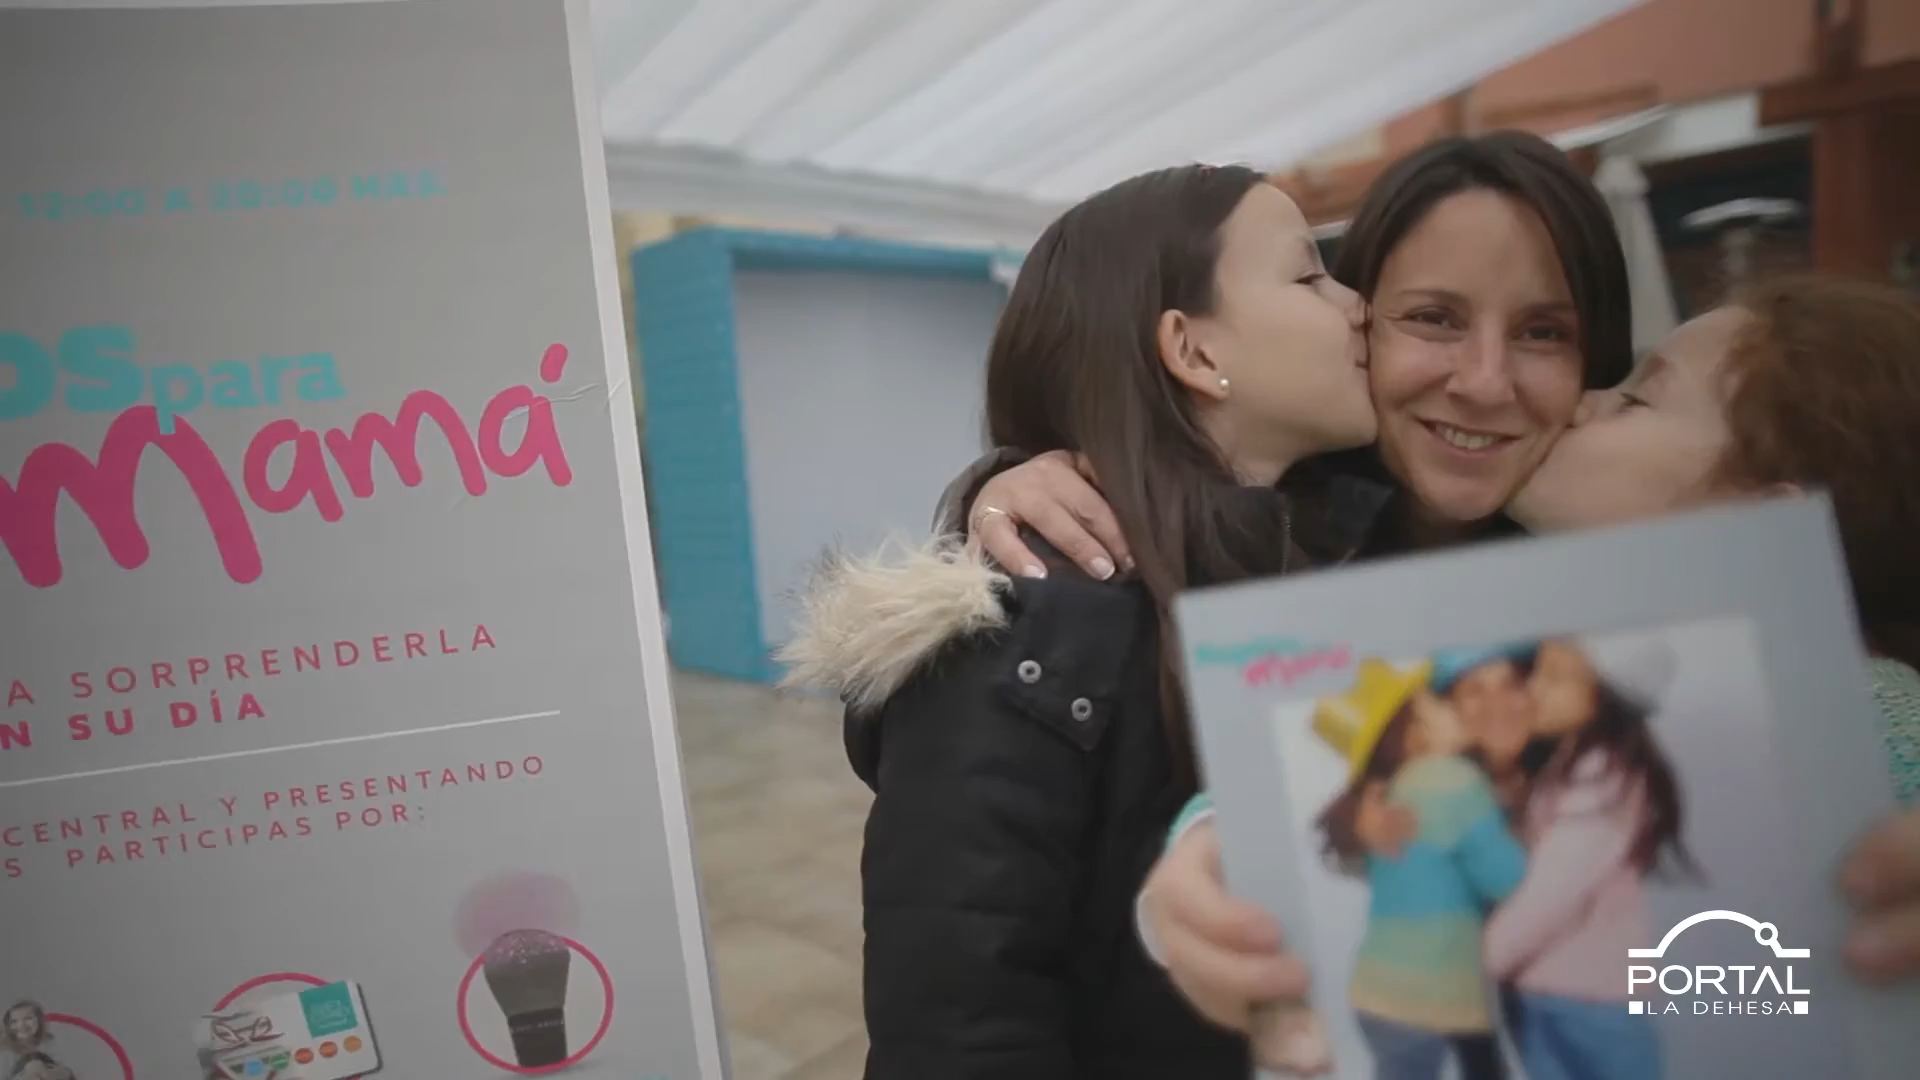 12:00 A 20:00 HRS.
OS para
Mamá
A SORPRENDERLA
N SU DÍA
CENTRAL Y PRESENTANDO
S PARTICIPAS POR:
Mamá
PORTAL
LA DEHESA